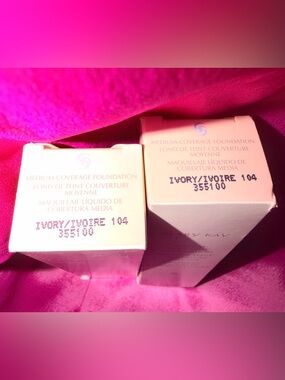 MEDIUM COVERAGE FOUNDATION
FOND DE TEINT COUVERTURE
MOYENNE
MAQUILLAJE LÍQUIDO DE
COBERTURA MEDIA
IVORY/IVOIRE 104
355100
MEDIUM COVERAGE FOUNDATION
FOND DE TEINT COUVERTURE
MOYENNE
MAQUILLAJE LÍQUIDO DE
COBERTURA MEDIA
IVORY/IVOIRE 104
355100